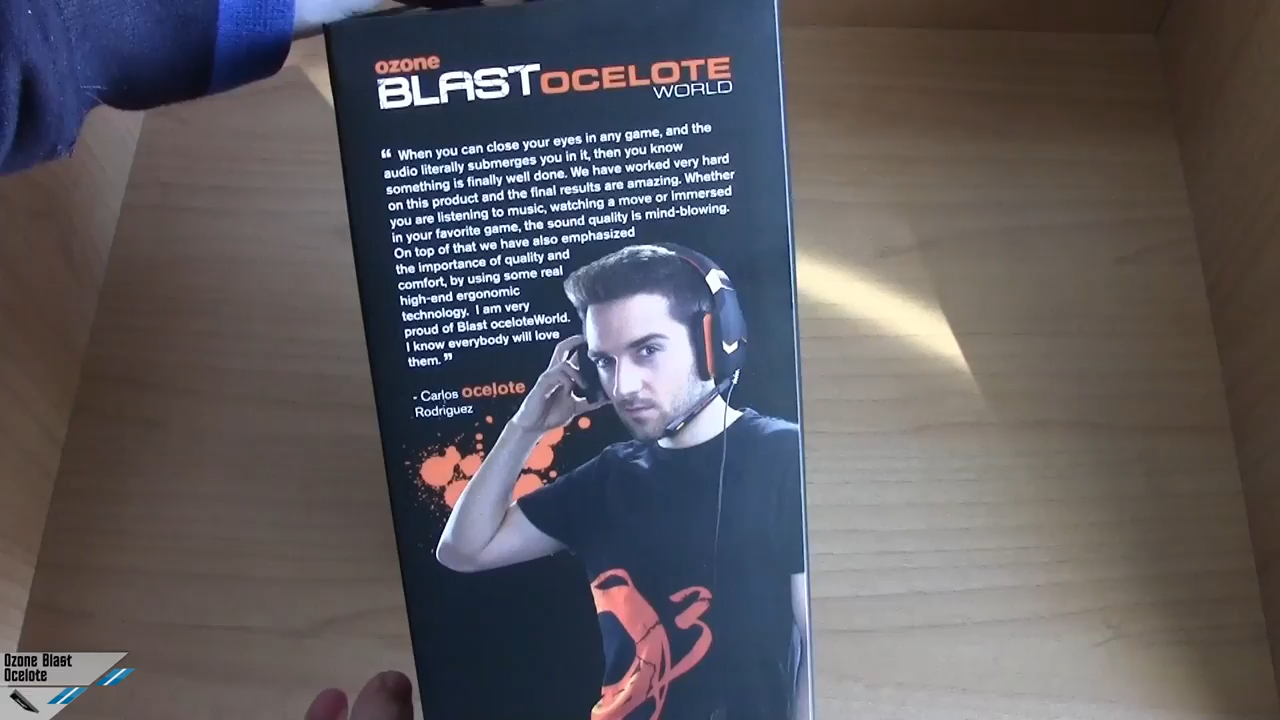 ozone
BLAST OCELOTE
WORLD
“ When you can close your eyes in any game, and the
audio literally submerges you in it, then you know
something is finally well done. We have worked very hard
on this product and the final results are amazing. Whether
you are listening to music, watching a move or immersed
in your favorite game, the sound quality is mind-blowing.
On top of that we have also emphasized
the importance of quality and
comfort, by using some real
high-end ergonomic
technology. I am very
proud of Blast oceloteWorld.
I know everybody will love
them. ”
- Carlos ocelote
Rodriguez
Ozone Blast
Ocelote